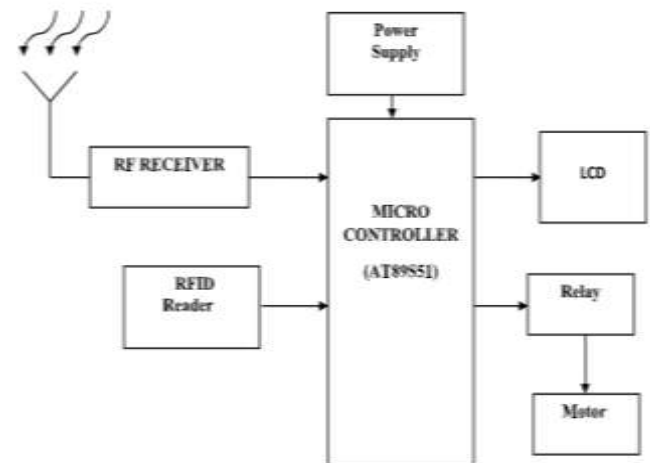 Power
Supply
RF RECEIVER
MICRO
CONTROLLER
(AT89S51)
LCD
RFID
Reader
Relay
Motor